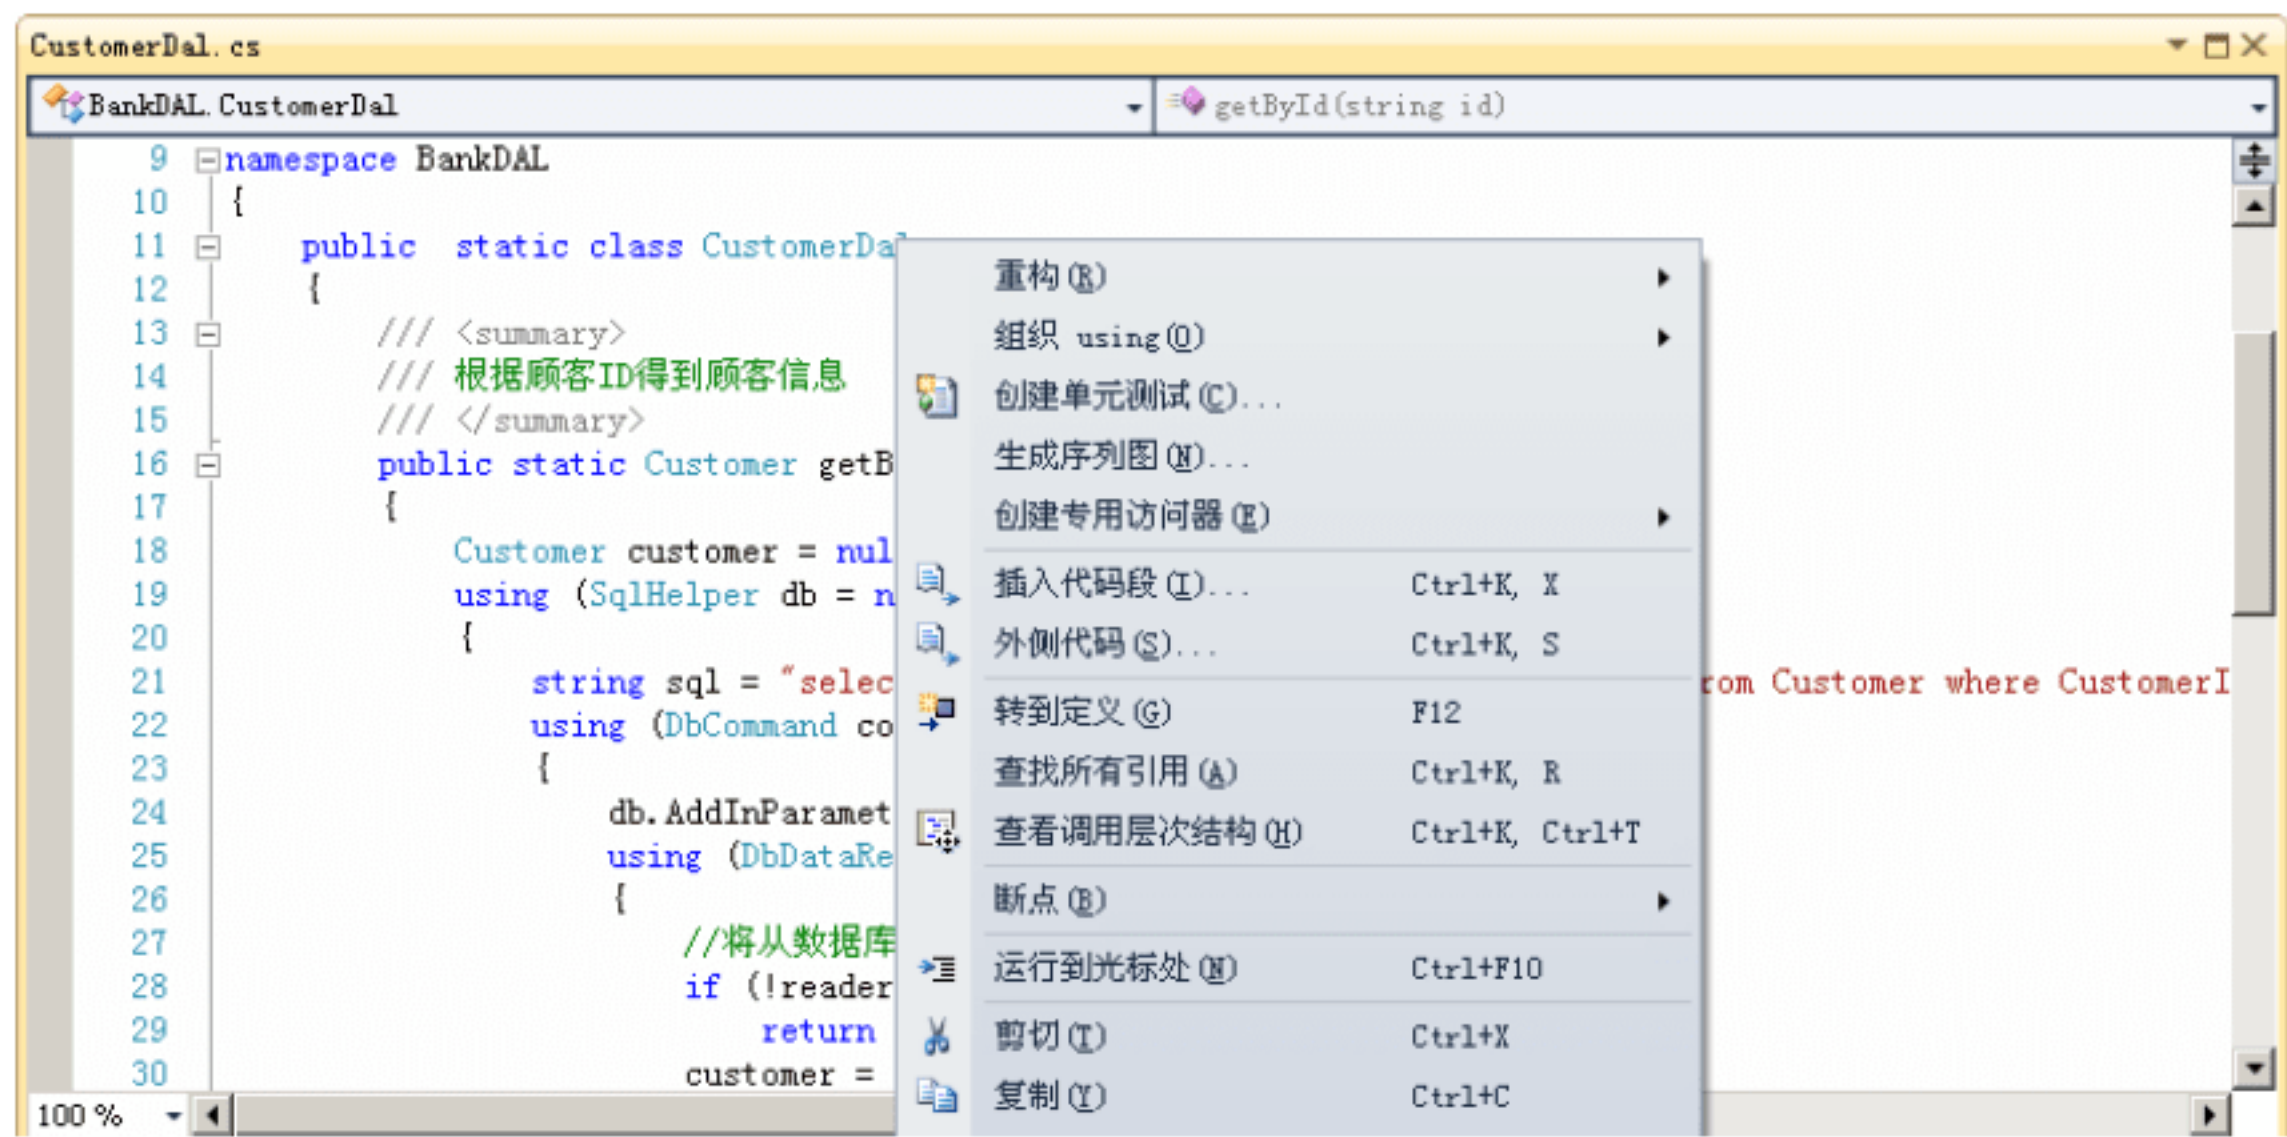 CustomerDal.cs
BankDAL.CustomerDal getById(string id)
9 namespace BankDAL
10 {
11 public static class CustomerDal
12 {
13 /// <summary>
14 /// 根据顾客ID得到顾客信息
15 /// </summary>
16 public static Customer getB
17 {
18 Customer customer = nul
19 using (SqlHelper db = n
20 {
21 string sql = "selec rom Customer where CustomerI
22 using (DbCommand co
23 {
24 db.AddInParamet
25 using (DbDataRe
26 {
27 //将从数据库
28 if (!reader
29 return
30 customer =
100 %
重构(R)
组织 using(O)
创建单元测试(C)...
生成序列图(N)...
创建专用访问器(E)
插入代码段(I)... Ctrl+K, X
外侧代码(S)... Ctrl+K, S
转到定义(G) F12
查找所有引用(A) Ctrl+K, R
查看调用层次结构(H) Ctrl+K, Ctrl+T
断点(B)
运行到光标处(N) Ctrl+F10
剪切(T) Ctrl+X
复制(Y) Ctrl+C